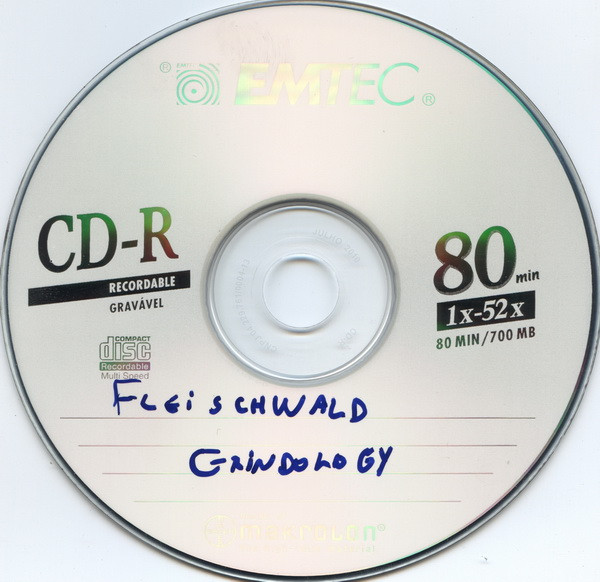 EMTEC
CD-R
RECORDABLE
GRAVÁVEL
80 min
1x-52x
80 MIN/700 MB
COMPACT
disc
Recordable
Multi Speed
FLEiSCHWALD
GRiNDOLOGY